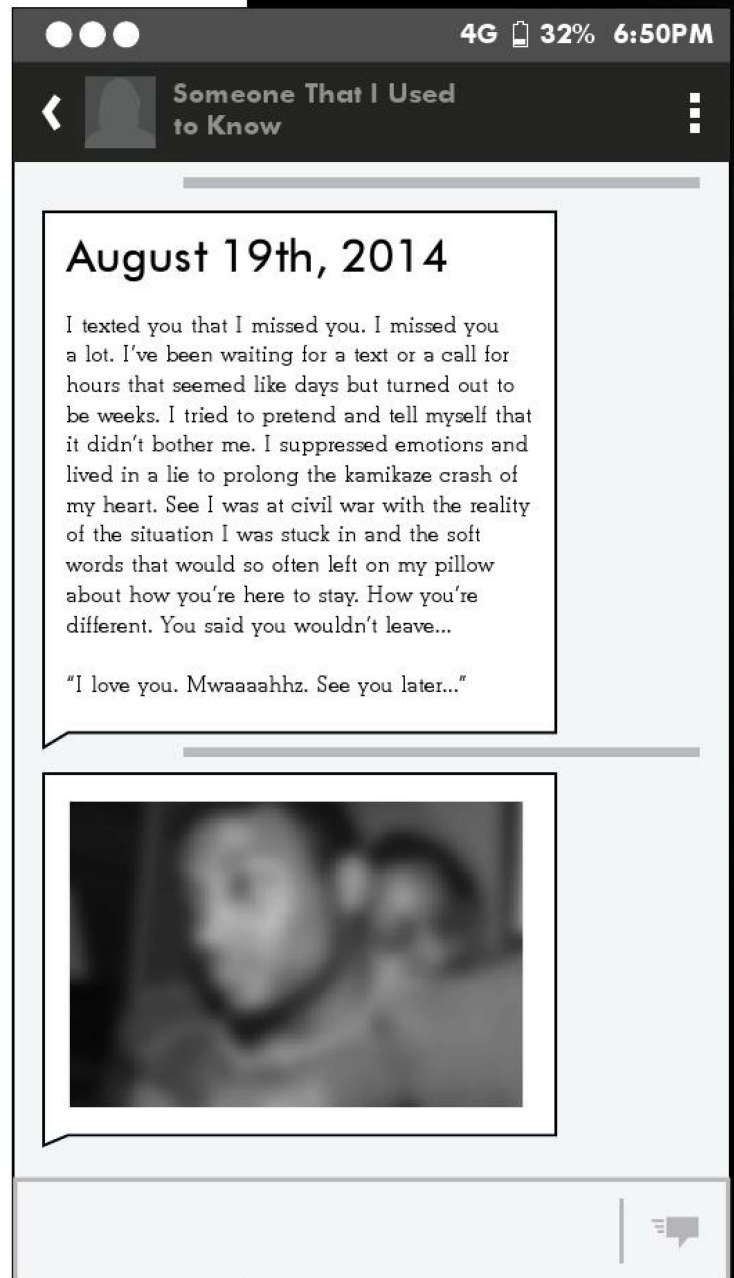 4G 32% 6:50PM
Someone That I Used
to Know
August 19th, 2014
I texted you that I missed you. I missed you
a lot. I've been waiting for a text or a call for
hours that seemed like days but turned out to
be weeks. I tried to pretend and tell myself that
it didn't bother me. I suppressed emotions and
lived in a lie to prolong the kamikaze crash of
my heart. See I was at civil war with the reality
of the situation I was stuck in and the soft
words that would so often left on my pillow
about how you're here to stay. How you're
different. You said you wouldn't leave...
"I love you. Mwaaaahhz. See you later..."